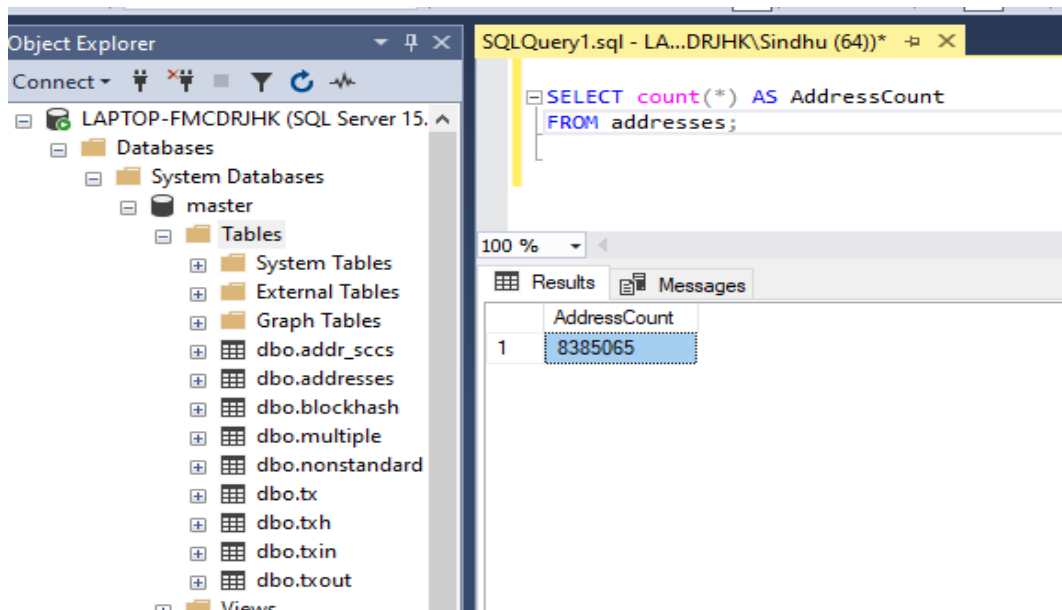 Object Explorer
Connect
LAPTOP-FMCDRJHK (SQL Server 15.
Databases
System Databases
master
Tables
System Tables
External Tables
Graph Tables
dbo.addr_sccs
dbo.addresses
dbo.blockhash
dbo.multiple
dbo.nonstandard
dbo.tx
dbo.txh
dbo.txin
dbo.txout
Views
SQLQuery1.sql - LA...DRJHK\Sindhu (64))*
SELECT count(*) AS AddressCount
FROM addresses;
100 %
Results Messages
AddressCount
1 8385065